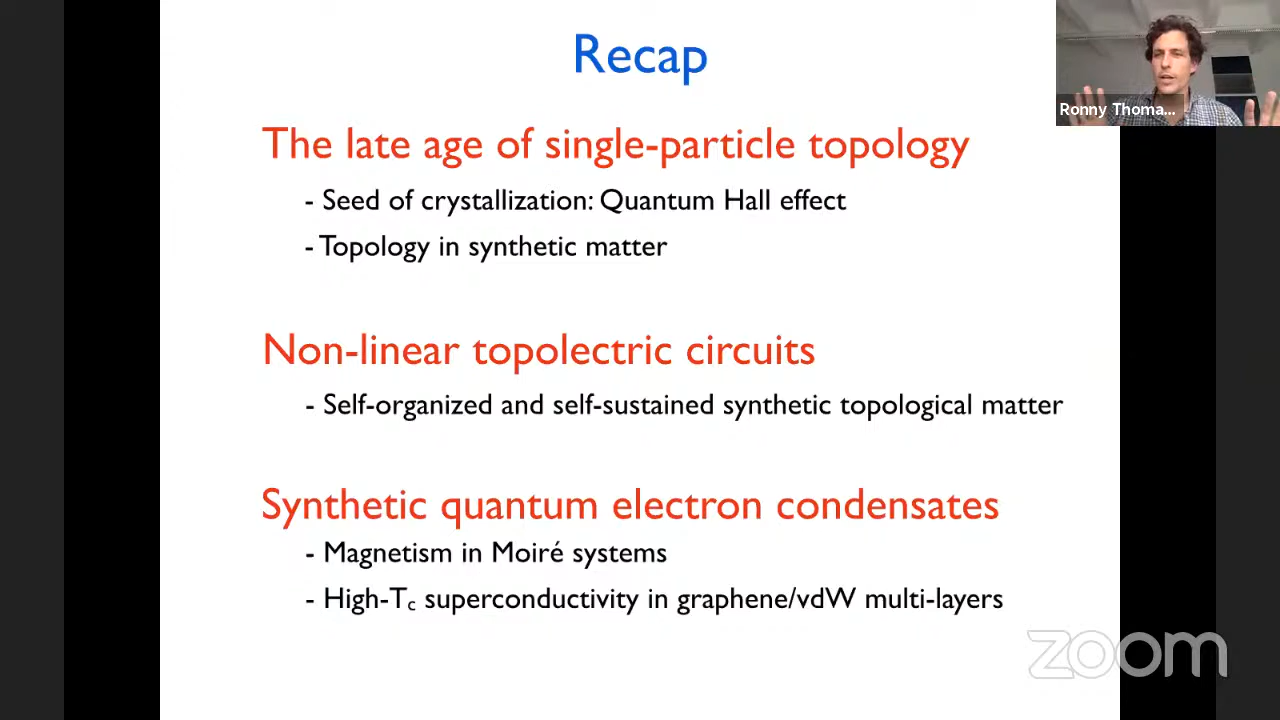 Recap
Ronny Thoma...
The late age of single-particle topology
- Seed of crystallization: Quantum Hall effect
- Topology in synthetic matter
Non-linear topolectric circuits
- Self-organized and self-sustained synthetic topological matter
Synthetic quantum electron condensates
- Magnetism in Moiré systems
- High-Tc superconductivity in graphene/vdW multi-layers
zoom